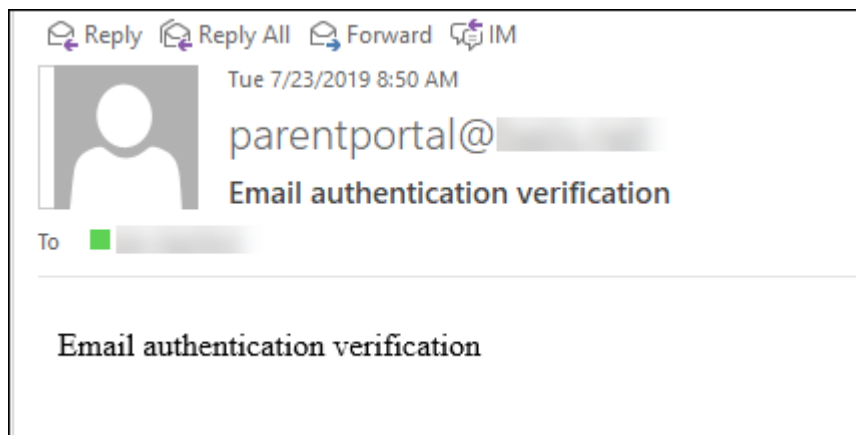 Reply Reply All Forward IM
Tue 7/23/2019 8:50 AM
parentportal@
Email authentication verification
To
Email authentication verification